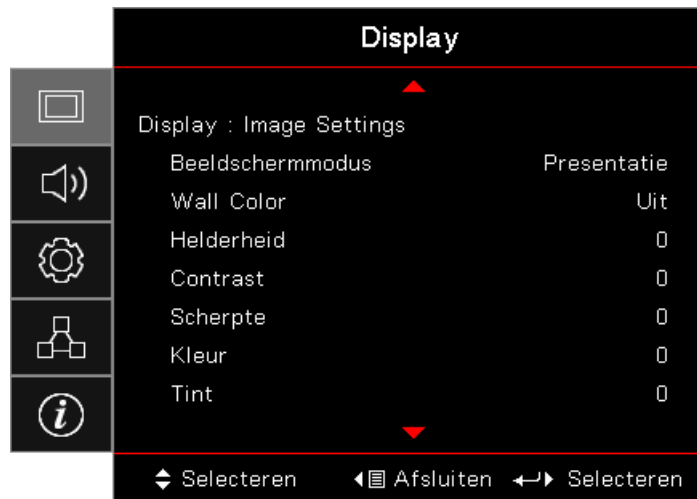 Display
Display : Image Settings
Beeldschermmodus Presentatie
Wall Color Uit
Helderheid 0
Contrast 0
Scherpte 0
Kleur 0
Tint 0
Selecteren Afsluiten Selecteren